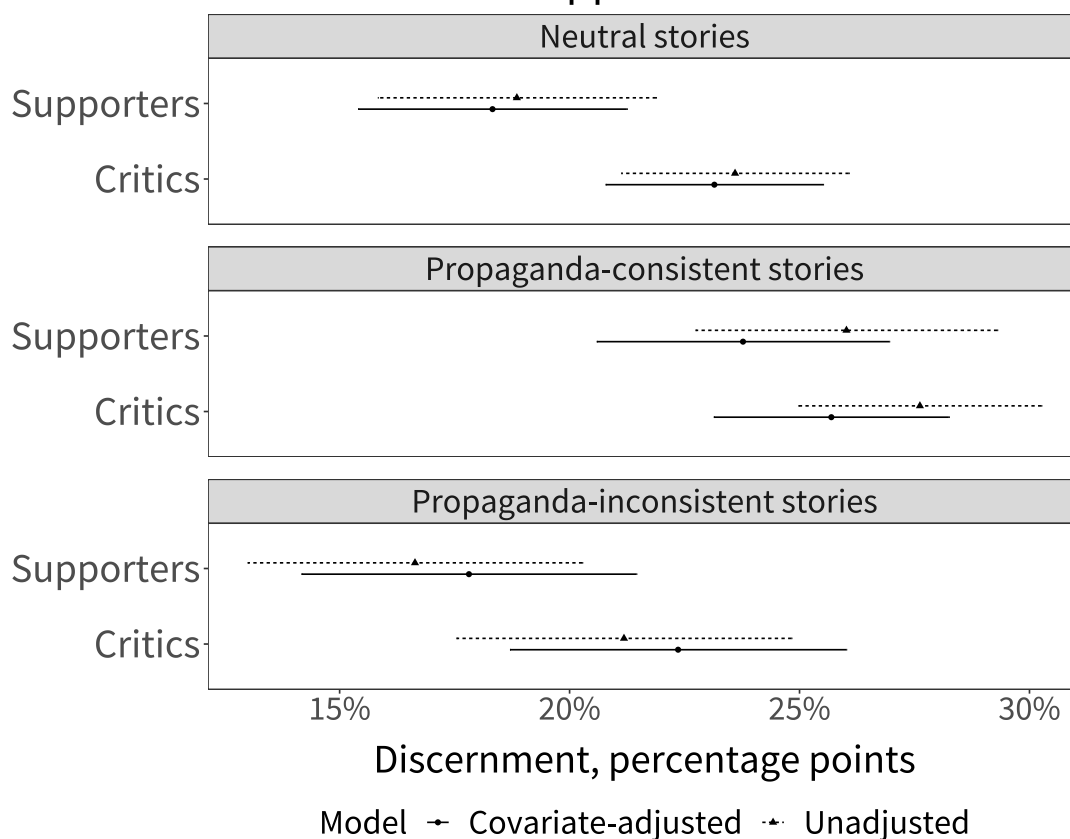 Neutral stories
Supporters
Critics
Propaganda-consistent stories
Supporters
Critics
Propaganda-inconsistent stories
Supporters
Critics
15% 20% 25% 30%
Discernment, percentage points
Model Covariate-adjusted Unadjusted